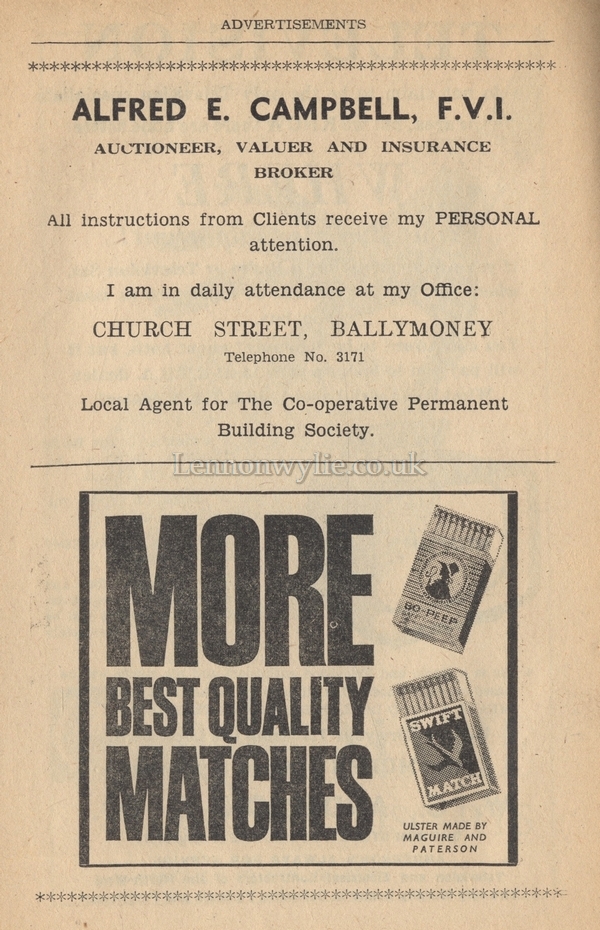 ADVERTISEMENTS
ALFRED E. CAMPBELL, F.V.I.
AUCTIONEER, VALUER AND INSURANCE
BROKER
All instructions from Clients receive my PERSONAL
attention.
I am in daily attendance at my Office:
CHURCH STREET, BALLYMONEY
Telephone No. 3171
Local Agent for The Co-operative Permanent
Building Society.
Lennonwylie.co.uk
MORE
BEST QUALITY
MATCHES
BO-PEEP
SWIFT
MATCH
ULSTER MADE BY
MAGUIRE AND
PATERSON